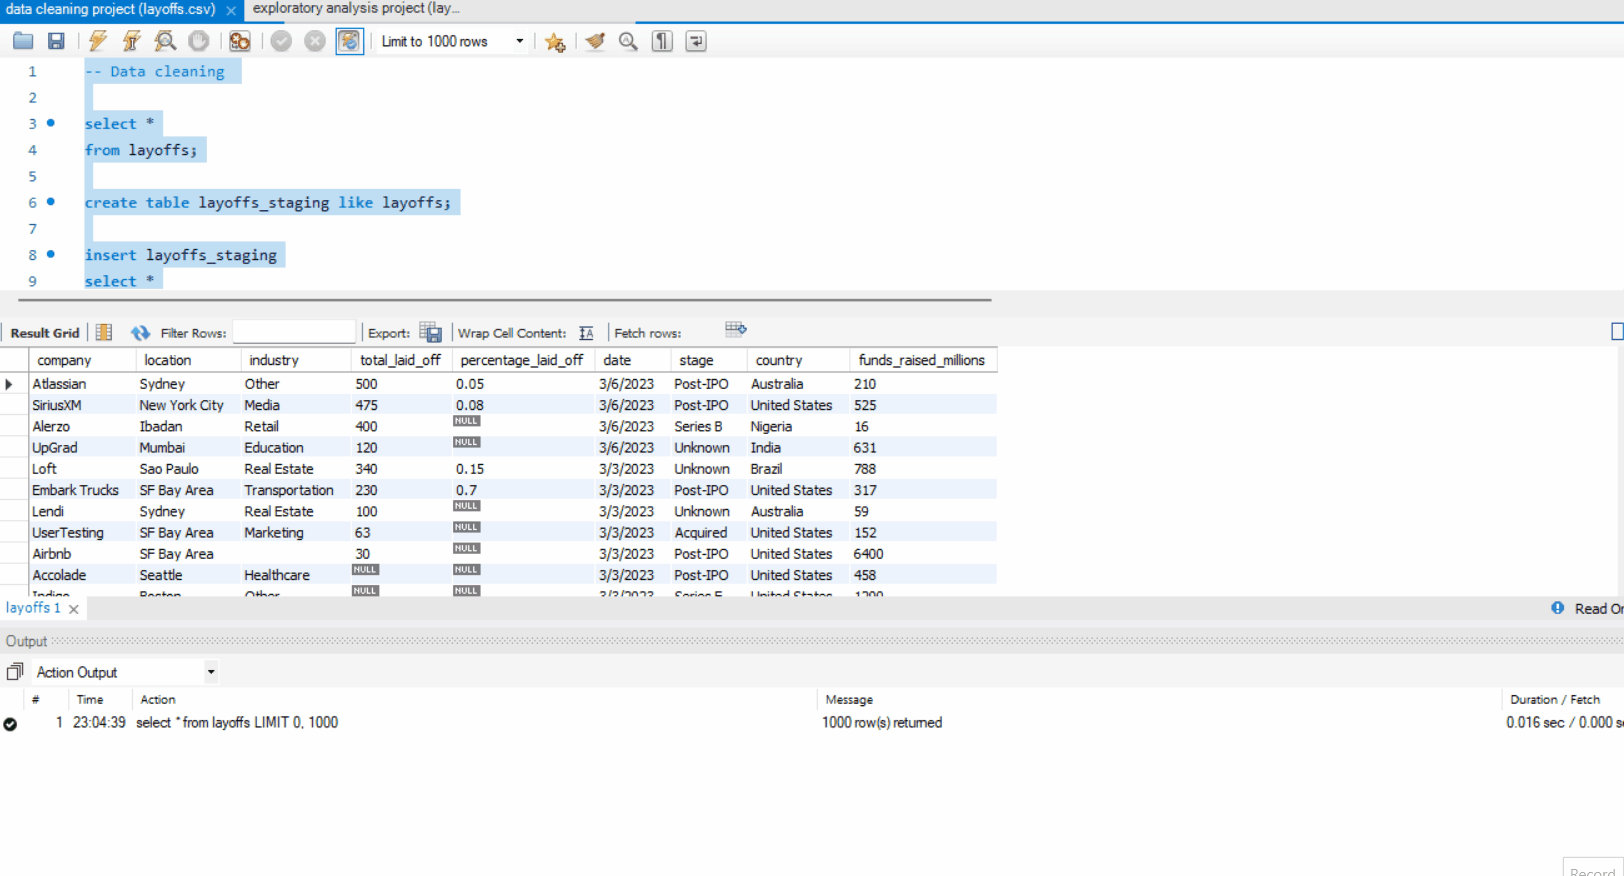 data cleaning project (layoffs.csv) exploratory analysis project (lay...
Limit to 1000 rows
1 -- Data cleaning
2
3 select *
4 from layoffs;
5
6 create table layoffs_staging like layoffs;
7
8 insert layoffs_staging
9 select *
Result Grid Filter Rows: Export: Wrap Cell Content: Fetch rows:
company location industry total_laid_off percentage_laid_off date stage country funds_raised_millions
Atlassian Sydney Other 500 0.05 3/6/2023 Post-IPO Australia 210
SiriusXM New York City Media 475 0.08 3/6/2023 Post-IPO United States 525
Alerzo Ibadan Retail 400 NULL 3/6/2023 Series B Nigeria 16
UpGrad Mumbai Education 120 NULL 3/6/2023 Unknown India 631
Loft Sao Paulo Real Estate 340 0.15 3/3/2023 Unknown Brazil 788
Embark Trucks SF Bay Area Transportation 230 0.7 3/3/2023 Post-IPO United States 317
Lendi Sydney Real Estate 100 NULL 3/3/2023 Unknown Australia 59
UserTesting SF Bay Area Marketing 63 NULL 3/3/2023 Acquired United States 152
Airbnb SF Bay Area 30 NULL 3/3/2023 Post-IPO United States 6400
Accolade Seattle Healthcare NULL NULL 3/3/2023 Post-IPO United States 458
Indigo Boston Other NULL NULL 3/3/2023 Series F United States 1200
layoffs 1 Read On
Output
Action Output
# Time Action Message Duration / Fetch
1 23:04:39 select * from layoffs LIMIT 0, 1000 1000 row(s) returned 0.016 sec / 0.000 s
Record